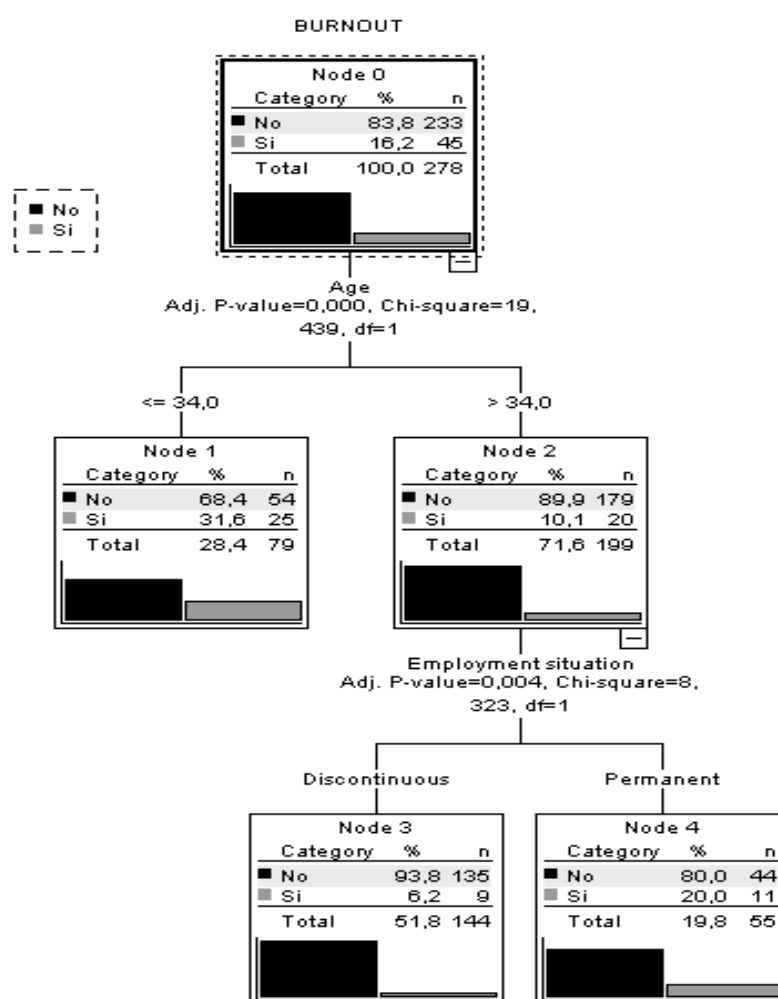 BURNOUT
Node 0
Category % n
No 83,8 233
Si 16,2 45
Total 100,0 278
No
Si
Age
Adj. P-value=0,000, Chi-square=19,
439, df=1
<= 34,0
> 34,0
Node 1
Category % n
No 68,4 54
Si 31,6 25
Total 28,4 79
Node 2
Category % n
No 89,9 179
Si 10,1 20
Total 71,6 199
Employment situation
Adj. P-value=0,004, Chi-square=8,
323, df=1
Discontinuous
Permanent
Node 3
Category % n
No 93,8 135
Si 6,2 9
Total 51,8 144
Node 4
Category % n
No 80,0 44
Si 20,0 11
Total 19,8 55